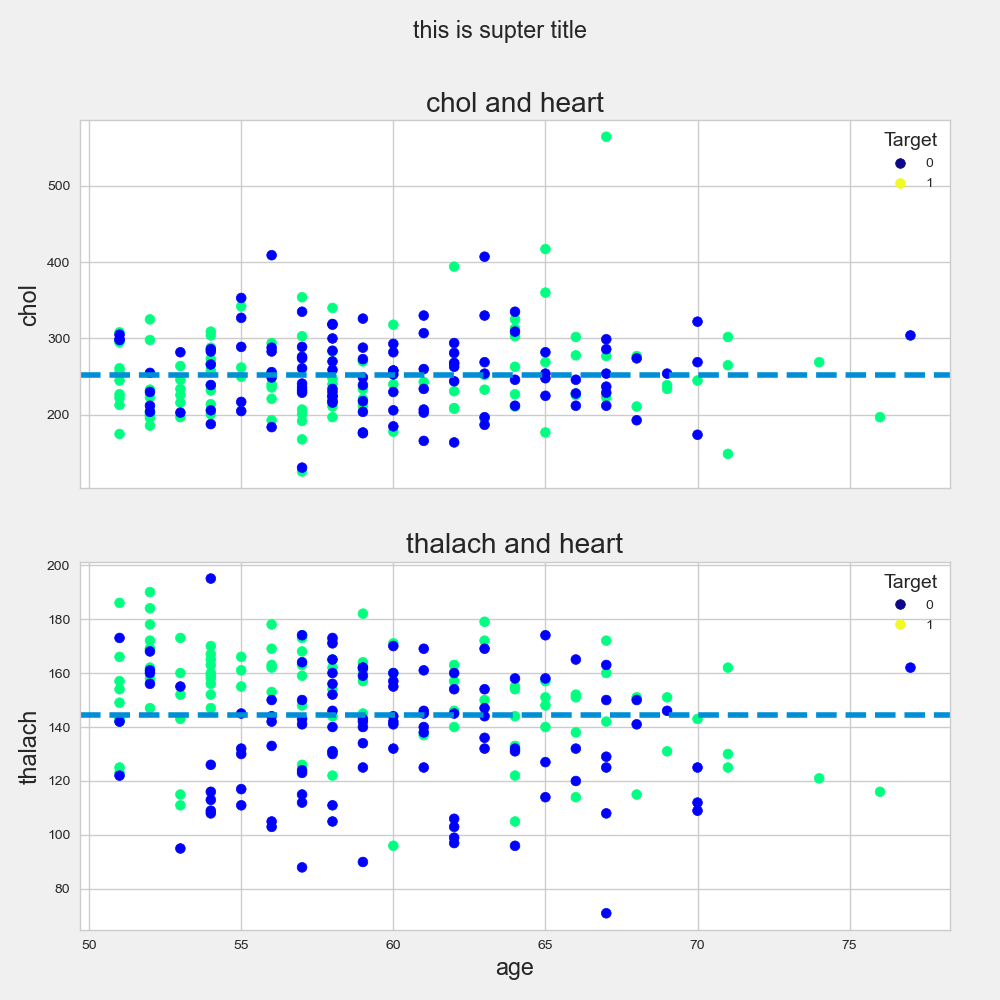 this is supter title
chol and heart
Target
0
1
500
400
300
200
chol
thalach and heart
Target
0
1
200
180
160
140
120
100
80
thalach
50 55 60 65 70 75
age